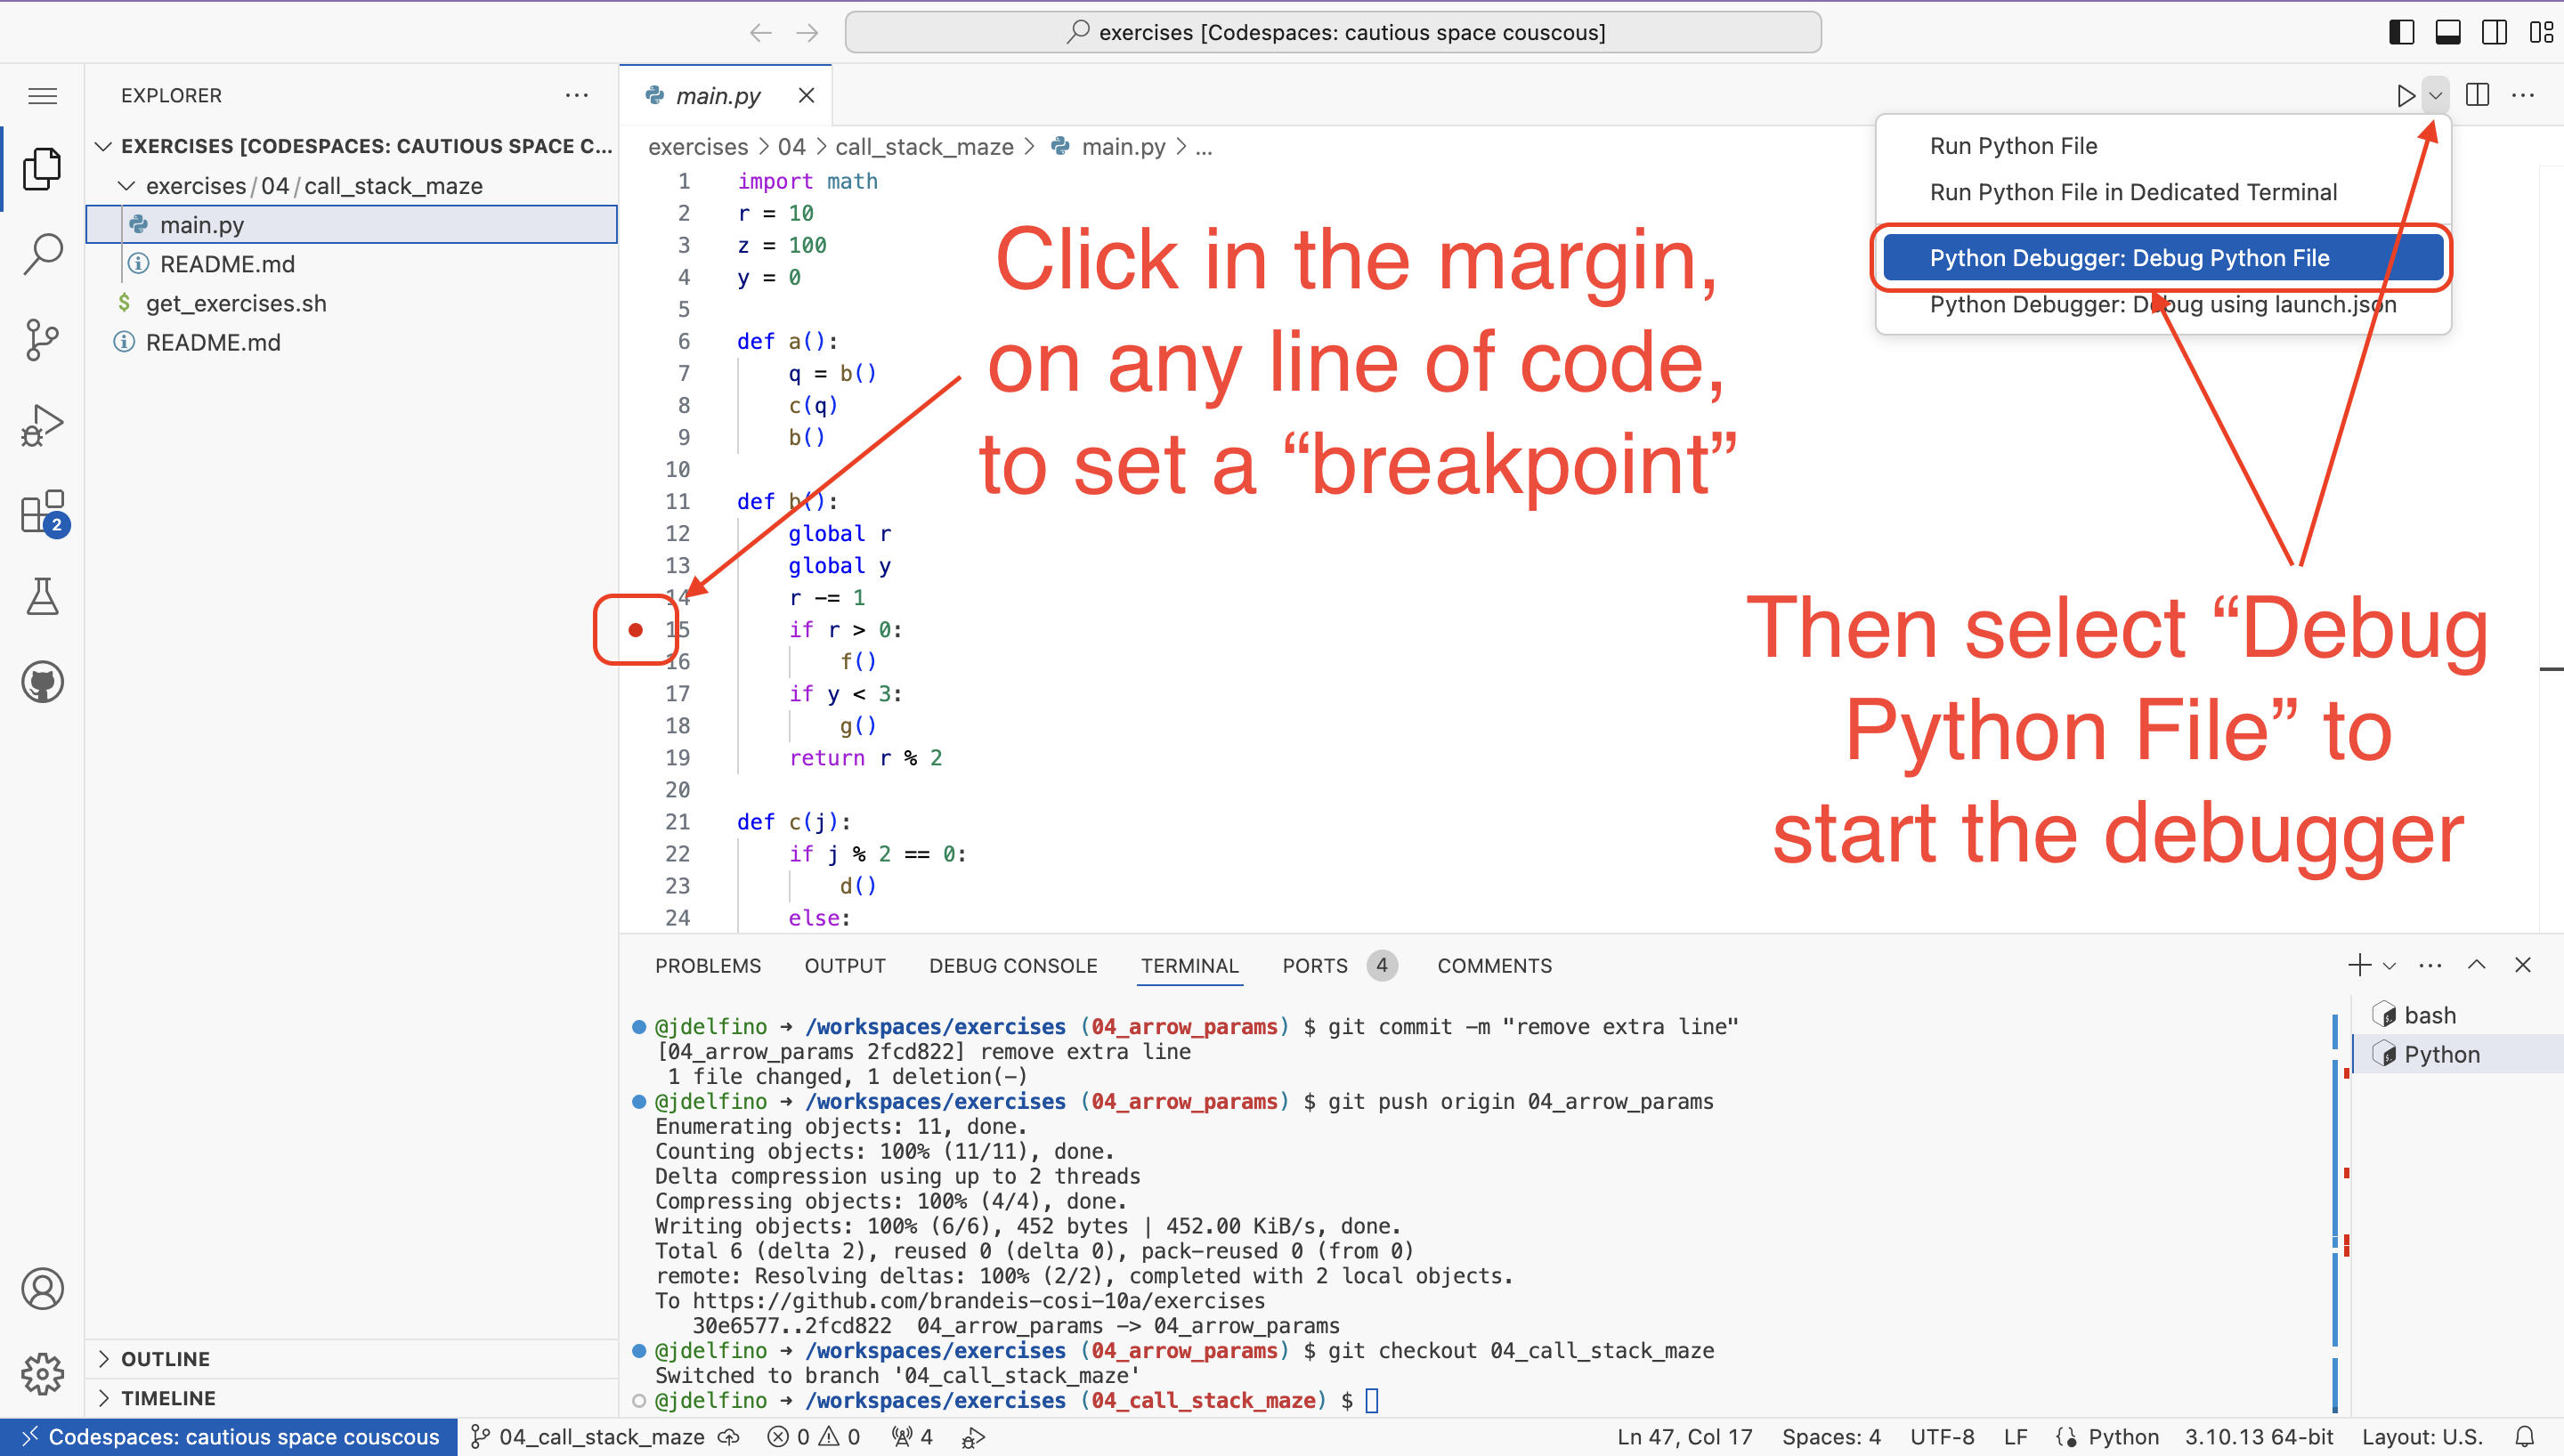 exercises [Codespaces: cautious space couscous]
EXPLORER
EXERCISES [CODESPACES: CAUTIOUS SPACE C...
exercises/04/call_stack_maze
main.py
README.md
get_exercises.sh
README.md
OUTLINE
TIMELINE
2
main.py
exercises > 04 > call_stack_maze > main.py > ...
1 import math
2 r = 10
3 z = 100
4 y = 0
5
6 def a():
7     q = b()
8     c(q)
9     b()
10
11 def b():
12     global r
13     global y
14     r -= 1
15     if r > 0:
16         f()
17     if y < 3:
18         g()
19     return r % 2
20
21 def c(j):
22     if j % 2 == 0:
23         d()
24     else:
Click in the margin,
on any line of code,
to set a “breakpoint”
Run Python File
Run Python File in Dedicated Terminal
Python Debugger: Debug Python File
Python Debugger: Debug using launch.json
Then select “Debug
Python File” to
start the debugger
PROBLEMS OUTPUT DEBUG CONSOLE TERMINAL PORTS 4 COMMENTS
@jdelfino → /workspaces/exercises (04_arrow_params) $ git commit -m "remove extra line"
[04_arrow_params 2fcd822] remove extra line
 1 file changed, 1 deletion(-)
@jdelfino → /workspaces/exercises (04_arrow_params) $ git push origin 04_arrow_params
Enumerating objects: 11, done.
Counting objects: 100% (11/11), done.
Delta compression using up to 2 threads
Compressing objects: 100% (4/4), done.
Writing objects: 100% (6/6), 452 bytes | 452.00 KiB/s, done.
Total 6 (delta 2), reused 0 (delta 0), pack-reused 0 (from 0)
remote: Resolving deltas: 100% (2/2), completed with 2 local objects.
To https://github.com/brandeis-cosi-10a/exercises
   30e6577..2fcd822  04_arrow_params -> 04_arrow_params
@jdelfino → /workspaces/exercises (04_arrow_params) $ git checkout 04_call_stack_maze
Switched to branch '04_call_stack_maze'
@jdelfino → /workspaces/exercises (04_call_stack_maze) $
bash
Python
Codespaces: cautious space couscous 04_call_stack_maze 0 0 4 Ln 47, Col 17 Spaces: 4 UTF-8 LF Python 3.10.13 64-bit Layout: U.S.